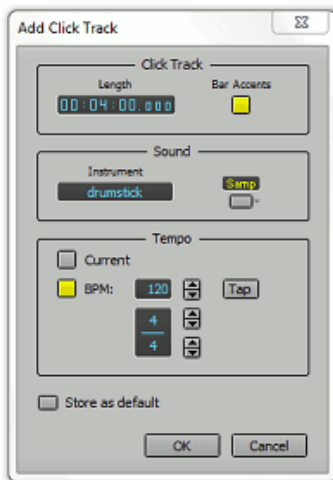 Add Click Track
Click Track
Length
Bar Accents
00:04:00.000
Sound
Instrument
drumstick
Samp
Tempo
Current
BPM:
120
Tap
4
4
Store as default
OK
Cancel